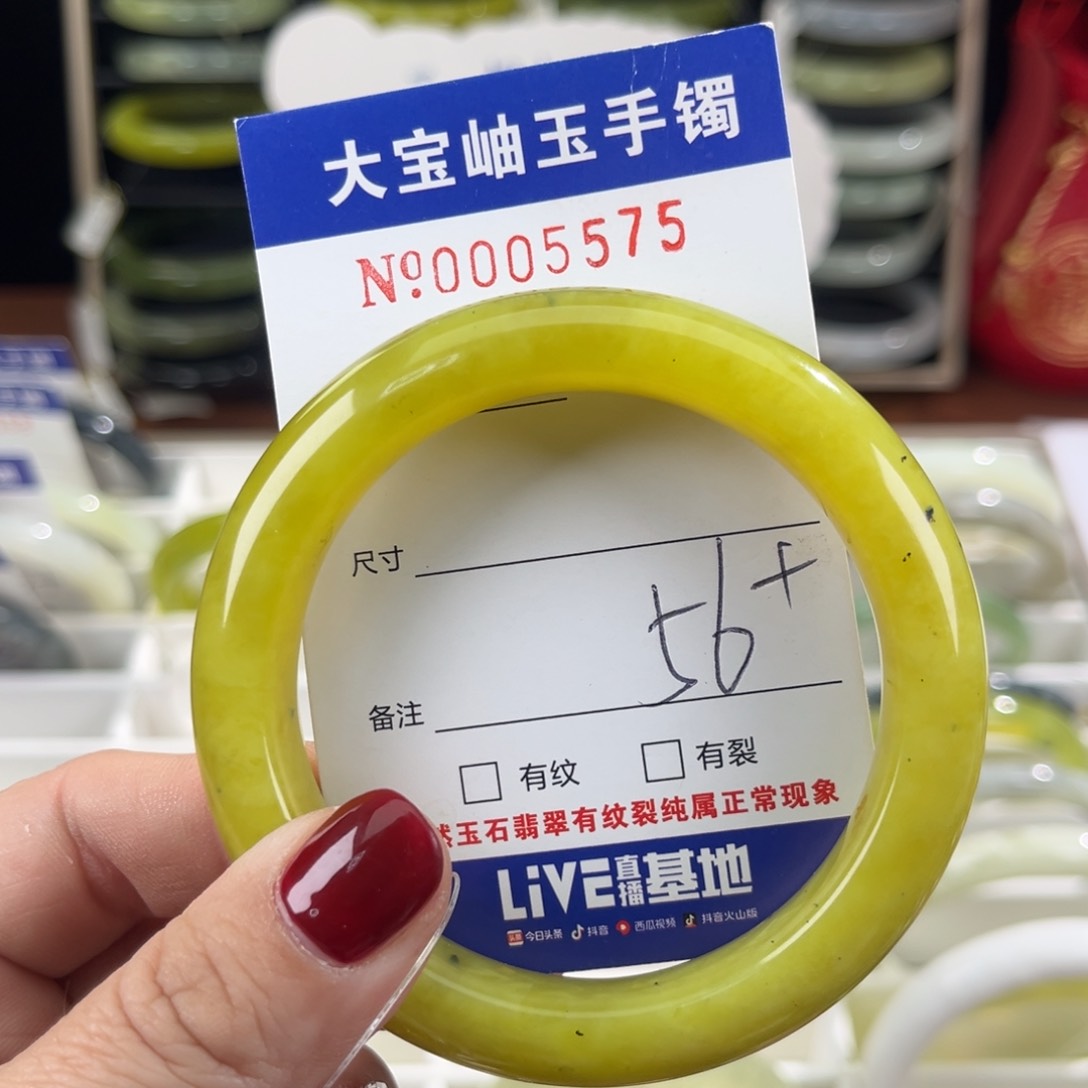 大宝岫玉手镯
Nº0005575
尺寸
56+
备注
有纹 有裂
玉石翡翠有纹裂纯属正常现象
LiVE直播基地
头条 今日头条 抖音 西瓜视频 抖音火山版